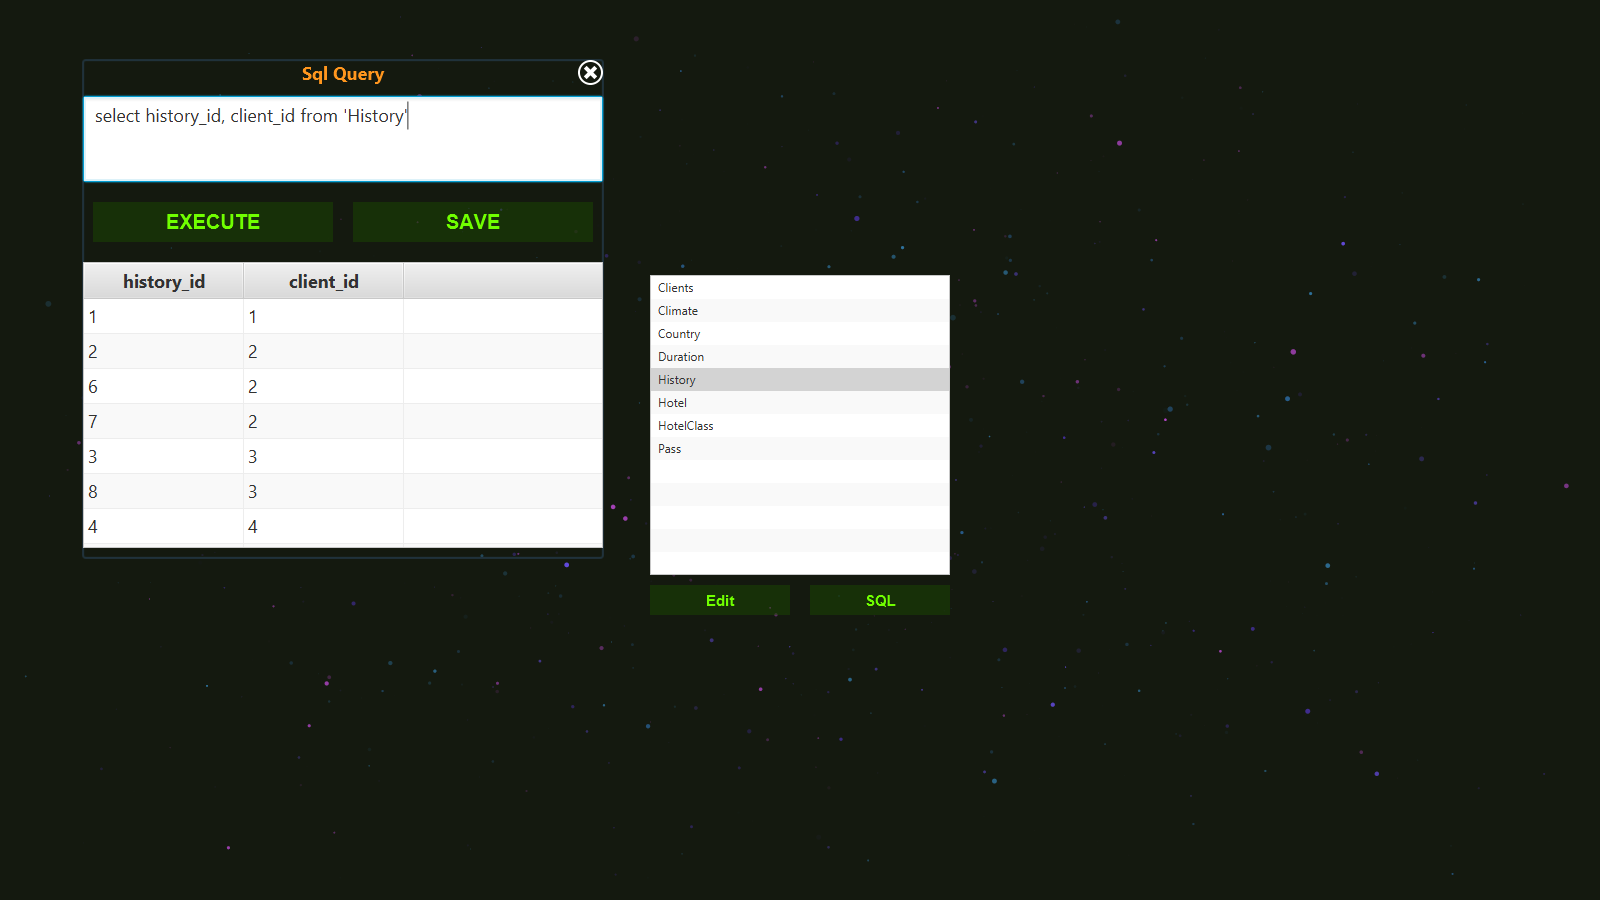 Sql Query
select history_id, client_id from 'History'
EXECUTE SAVE
history_id client_id
1 1
2 2
6 2
7 2
3 3
8 3
4 4
Clients
Climate
Country
Duration
History
Hotel
HotelClass
Pass
Edit SQL